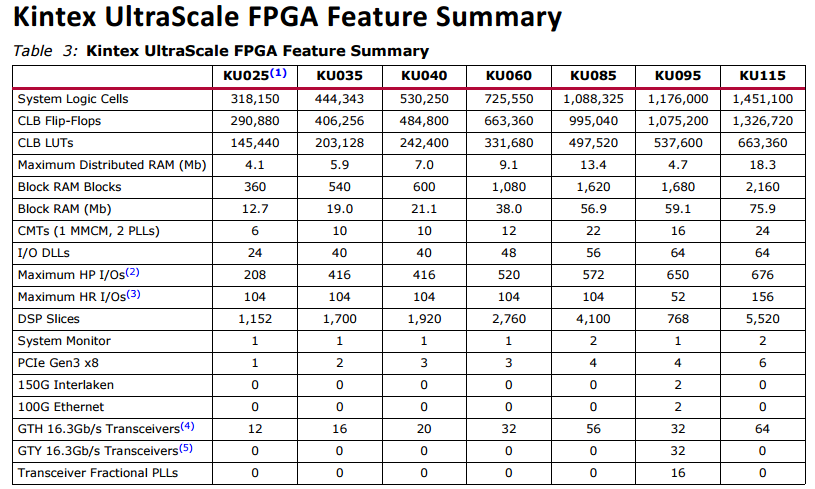 Kintex UltraScale FPGA Feature Summary
Table 3: Kintex UltraScale FPGA Feature Summary
KU025(1) KU035 KU040 KU060 KU085 KU095 KU115
System Logic Cells 318,150 444,343 530,250 725,550 1,088,325 1,176,000 1,451,100
CLB Flip-Flops 290,880 406,256 484,800 663,360 995,040 1,075,200 1,326,720
CLB LUTs 145,440 203,128 242,400 331,680 497,520 537,600 663,360
Maximum Distributed RAM (Mb) 4.1 5.9 7.0 9.1 13.4 4.7 18.3
Block RAM Blocks 360 540 600 1,080 1,620 1,680 2,160
Block RAM (Mb) 12.7 19.0 21.1 38.0 56.9 59.1 75.9
CMTs (1 MMCM, 2 PLLs) 6 10 10 12 22 16 24
I/O DLLs 24 40 40 48 56 64 64
Maximum HP I/Os(2) 208 416 416 520 572 650 676
Maximum HR I/Os(3) 104 104 104 104 104 52 156
DSP Slices 1,152 1,700 1,920 2,760 4,100 768 5,520
System Monitor 1 1 1 1 2 1 2
PCIe Gen3 x8 1 2 3 3 4 4 6
150G Interlaken 0 0 0 0 0 2 0
100G Ethernet 0 0 0 0 0 2 0
GTH 16.3Gb/s Transceivers(4) 12 16 20 32 56 32 64
GTY 16.3Gb/s Transceivers(5) 0 0 0 0 0 32 0
Transceiver Fractional PLLs 0 0 0 0 0 16 0